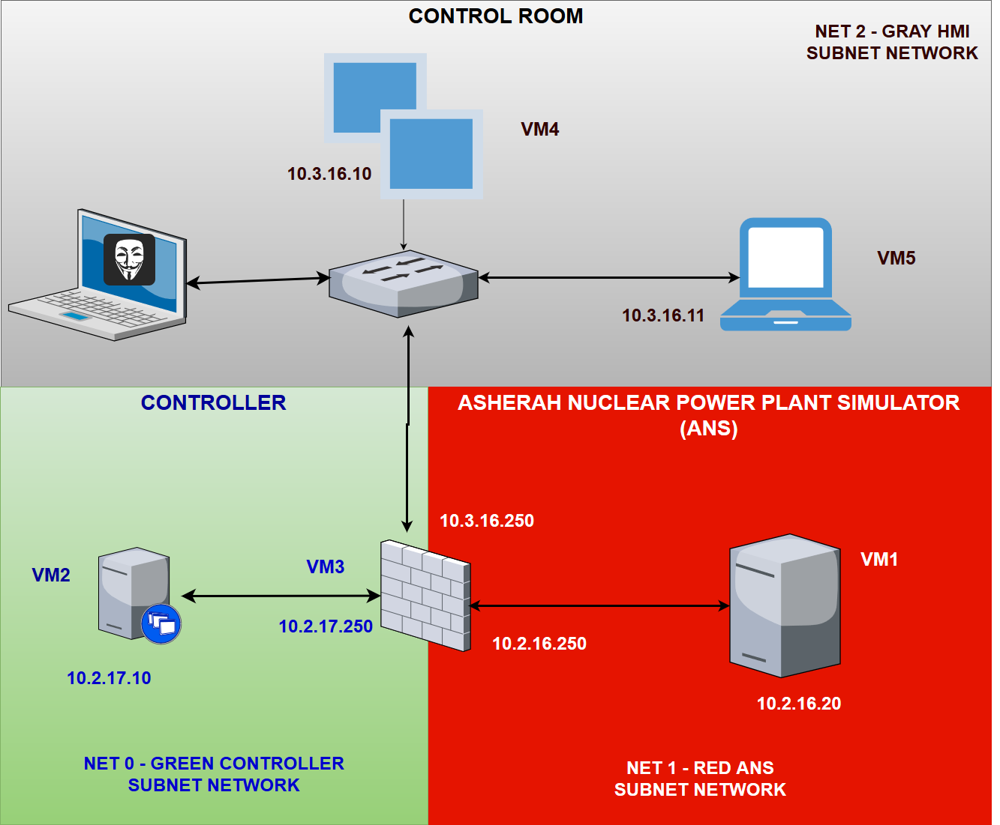 CONTROL ROOM
NET 2 - GRAY HMI
SUBNET NETWORK
VM4
10.3.16.10
VM5
10.3.16.11
CONTROLLER
ASHERAH NUCLEAR POWER PLANT SIMULATOR
(ANS)
10.3.16.250
VM2
VM3
VM1
10.2.17.250
10.2.16.250
10.2.17.10
10.2.16.20
NET 0 - GREEN CONTROLLER
SUBNET NETWORK
NET 1 - RED ANS
SUBNET NETWORK